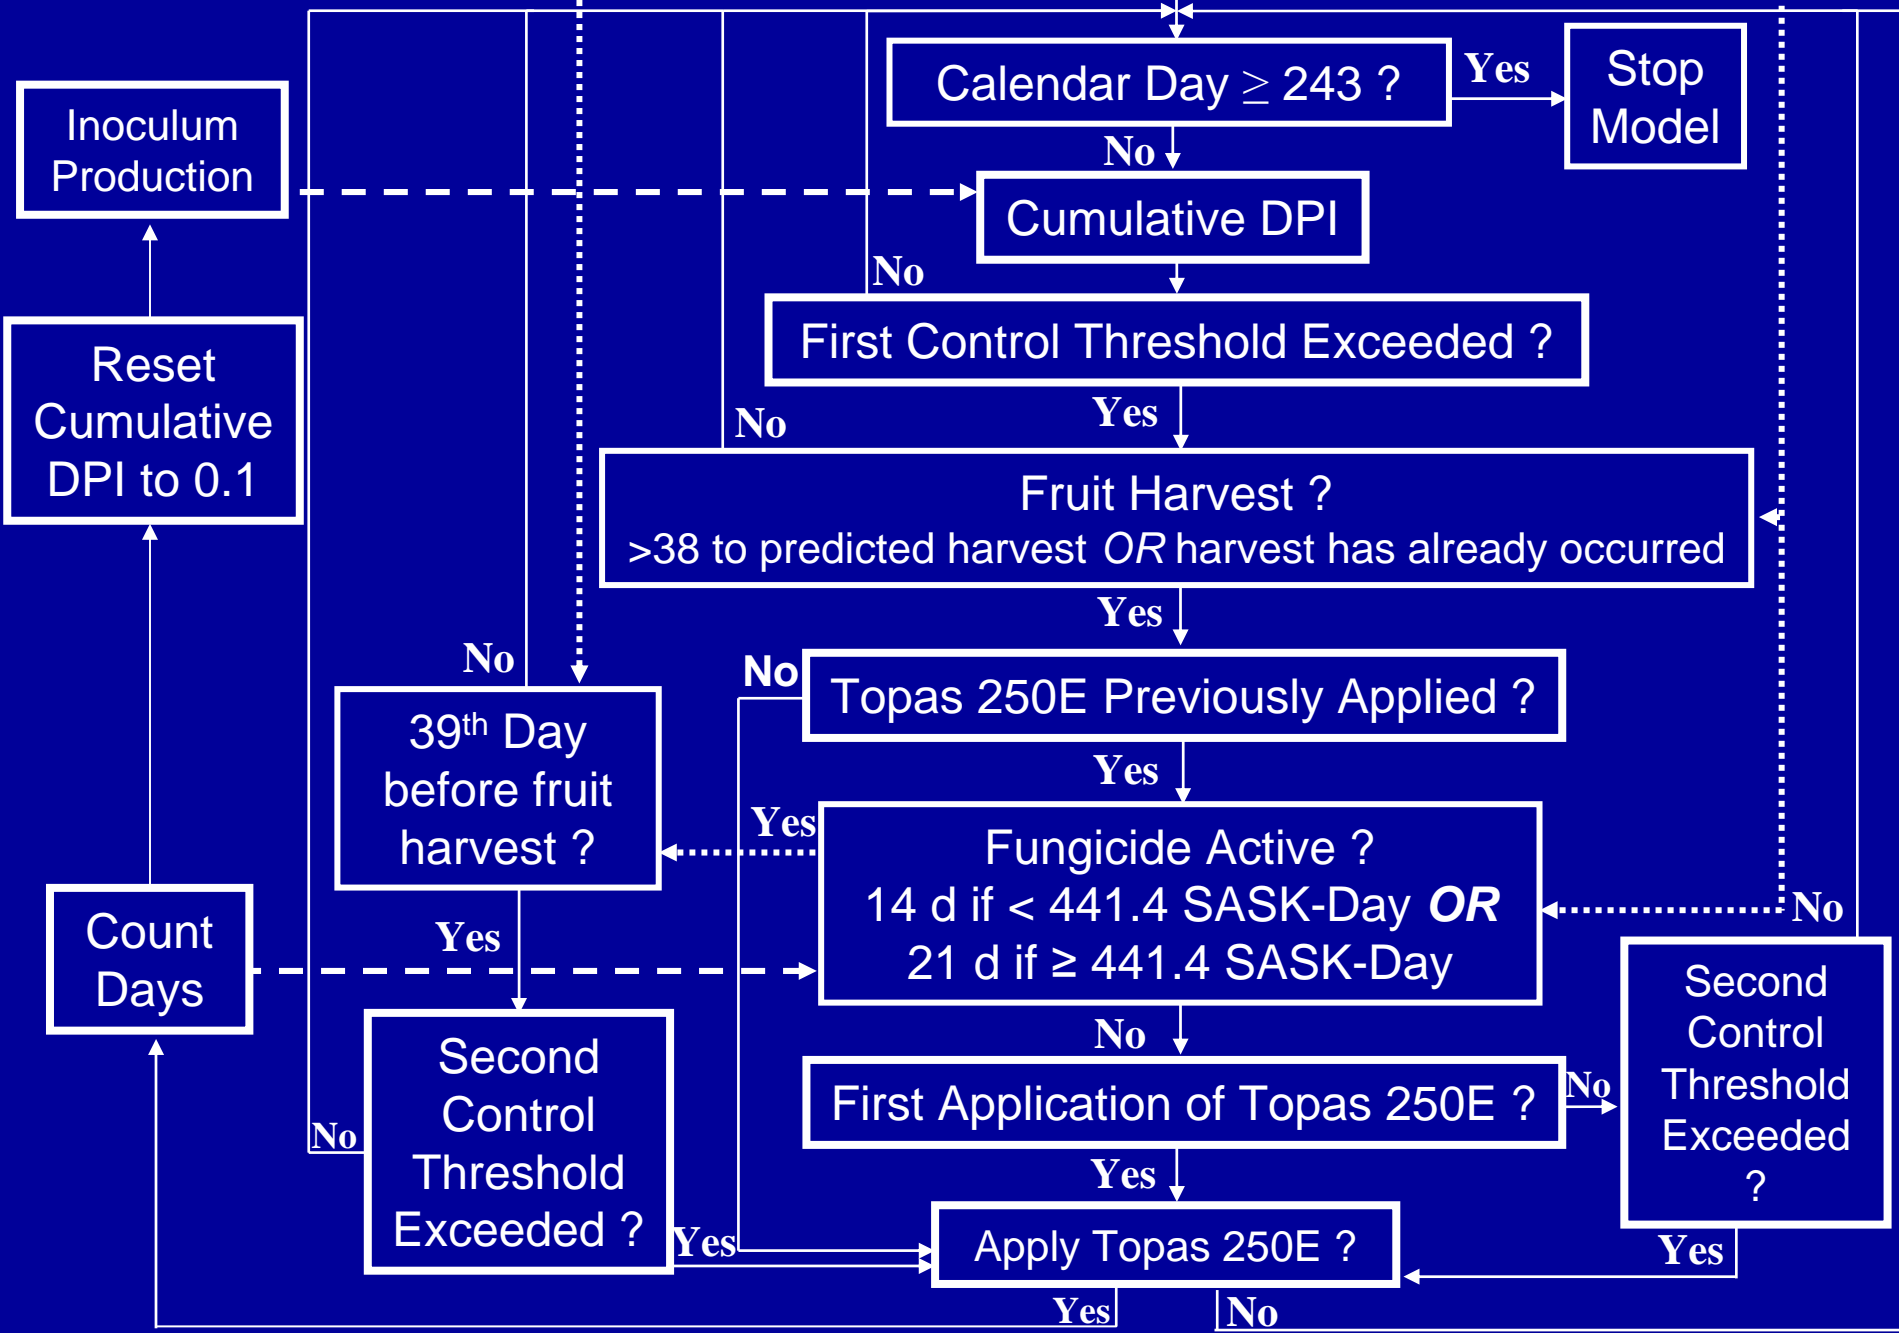 Calendar Day ≥ 243 ?
Yes
Stop
Model
Inoculum
Production
No
Cumulative DPI
No
First Control Threshold Exceeded ?
Reset
Cumulative
DPI to 0.1
Yes
No
Fruit Harvest ?
>38 to predicted harvest OR harvest has already occurred
Yes
No
No
Topas 250E Previously Applied ?
39th Day
before fruit
harvest ?
Yes
Yes
Fungicide Active ?
14 d if < 441.4 SASK-Day OR
21 d if ≥ 441.4 SASK-Day
No
Count
Days
Yes
Second
Control
Threshold
Exceeded
?
No
Second
Control
Threshold
Exceeded ?
No
First Application of Topas 250E ?
No
Yes
Yes
Apply Topas 250E ?
Yes
Yes
No